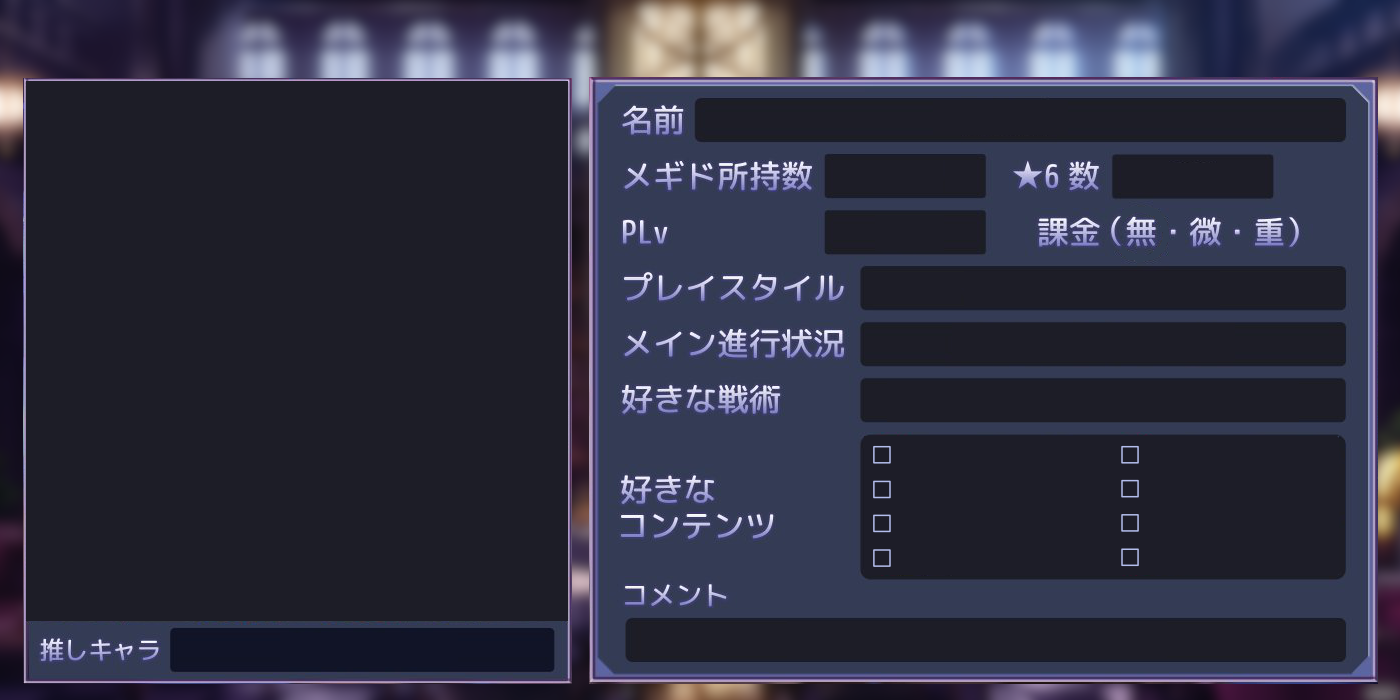 名前
メギド所持数 ★6数
PLv 課金(無・微・重)
プレイスタイル
メイン進行状況
好きな戦術
好きな
コンテンツ
□ □
□ □
□ □
□ □
コメント
推しキャラ